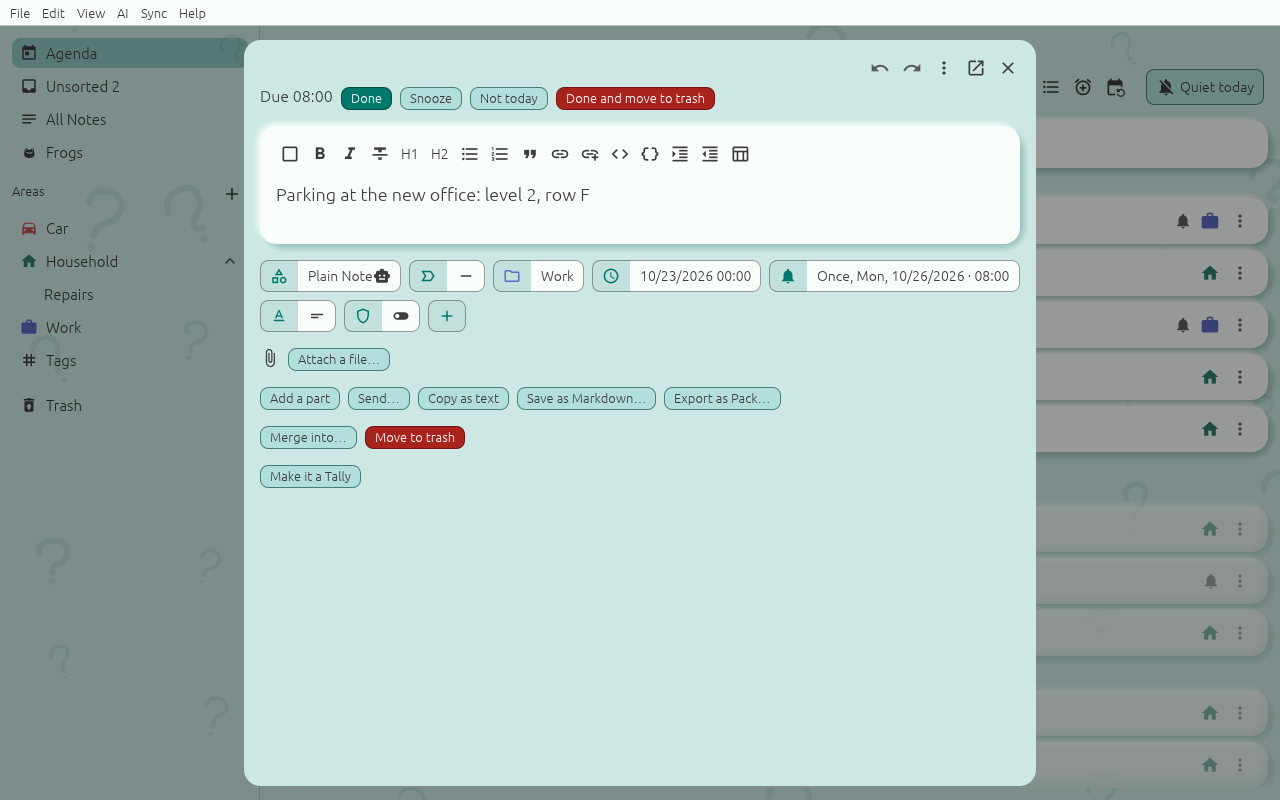 File Edit View AI Sync Help
Agenda
Unsorted 2
All Notes
Frogs
Areas
Car
Household
Repairs
Work
Tags
Trash
Quiet today
Due 08:00 Done Snooze Not today Done and move to trash
H1 H2
Parking at the new office: level 2, row F
Plain Note Work 10/23/2026 00:00 Once, Mon, 10/26/2026 · 08:00
Attach a file…
Add a part Send… Copy as text Save as Markdown… Export as Pack…
Merge into… Move to trash
Make it a Tally